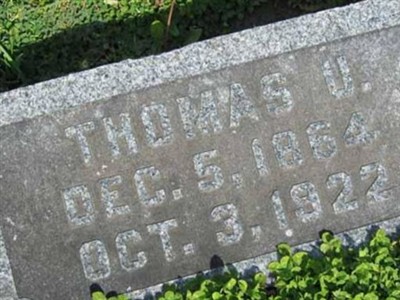 THOMAS U.
DEC. 5. 1864.
OCT. 3. 1922.